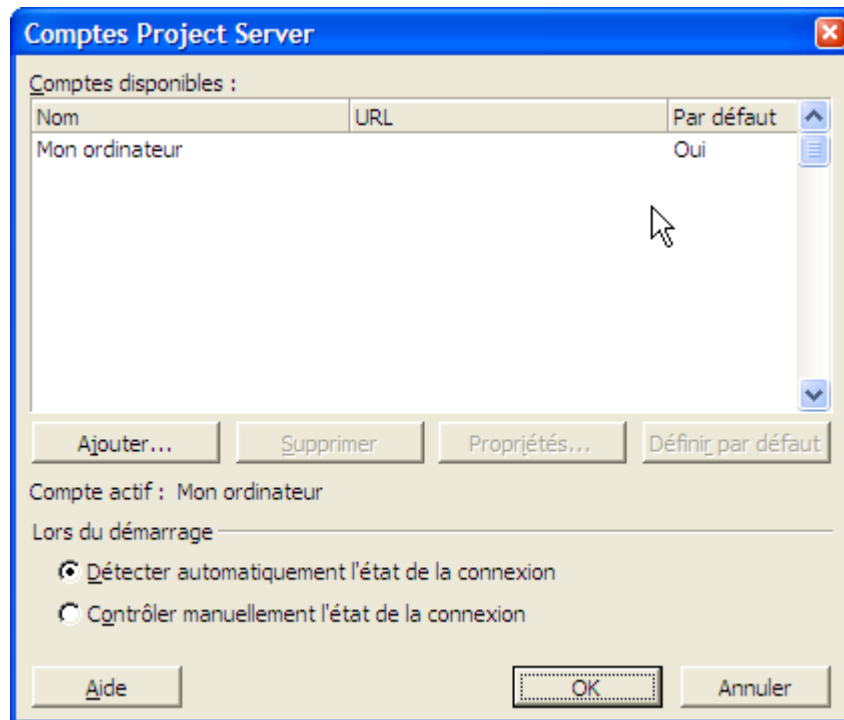 Comptes Project Server
Comptes disponibles :
Nom URL Par défaut
Mon ordinateur Oui
Ajouter... Supprimer Propriétés... Définir par défaut
Compte actif : Mon ordinateur
Lors du démarrage
Détecter automatiquement l'état de la connexion
Contrôler manuellement l'état de la connexion
Aide OK Annuler